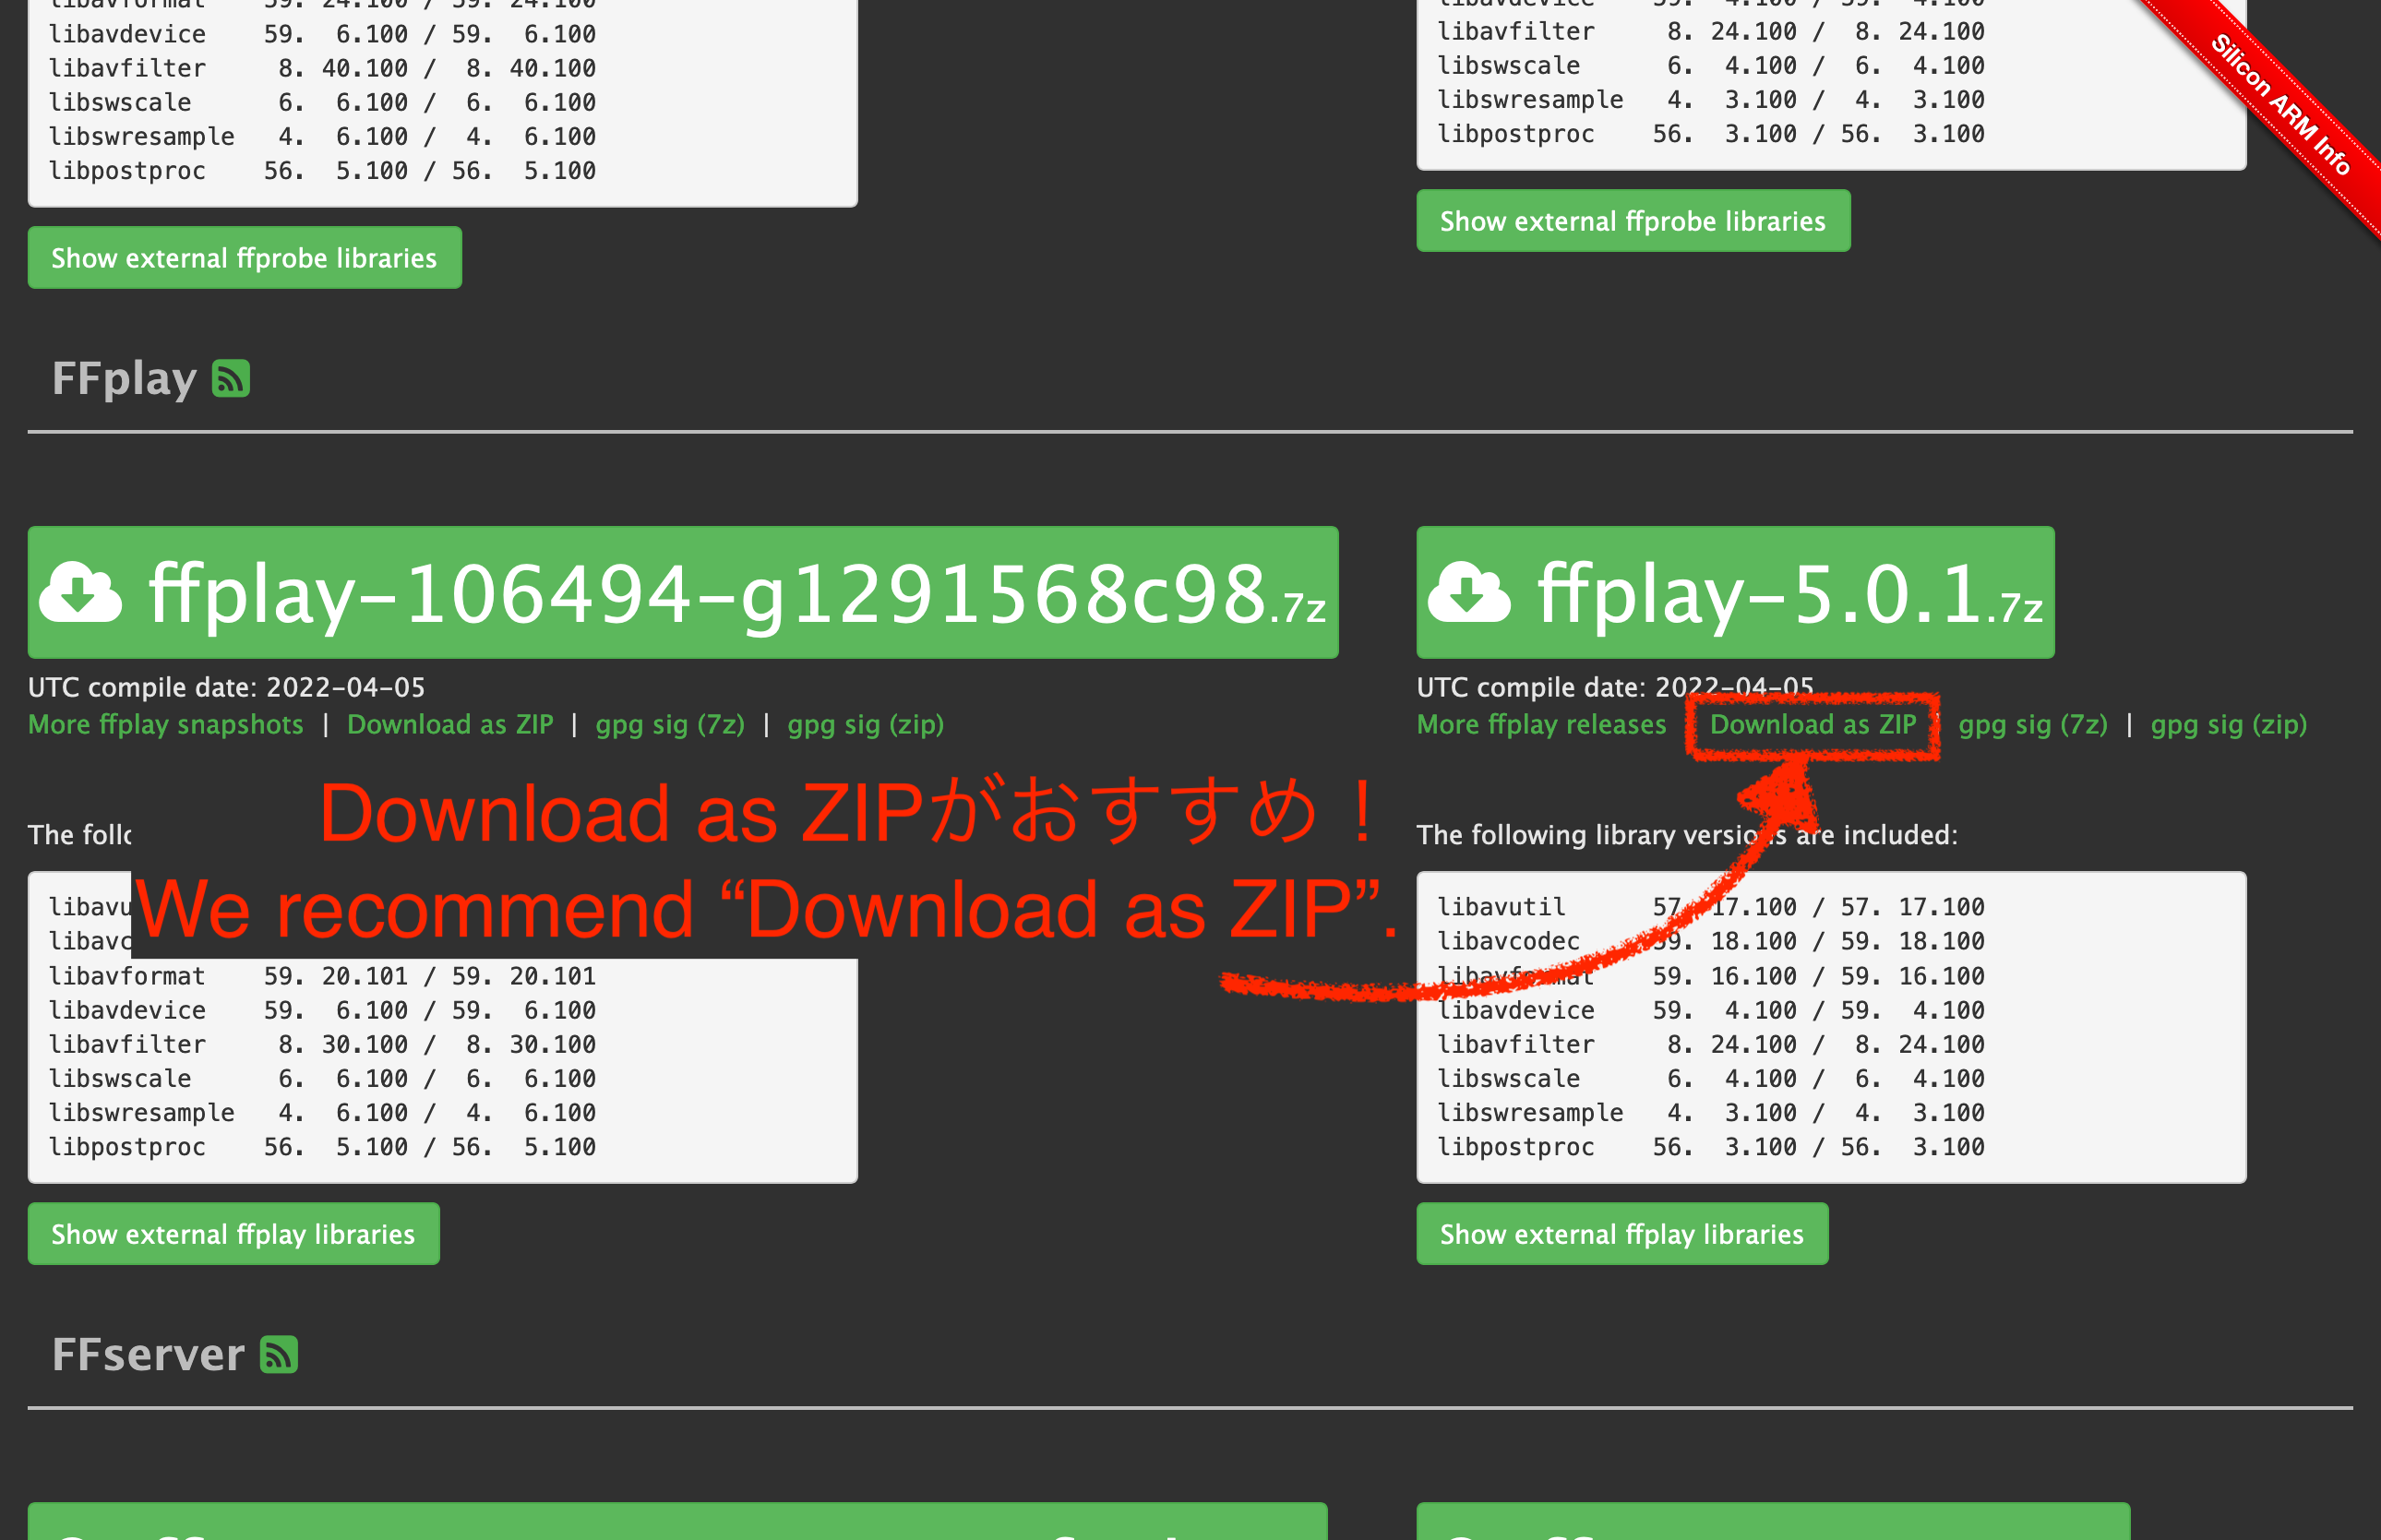 libavformat    59. 24.100 / 59. 24.100
libavdevice    59.  6.100 / 59.  6.100
libavfilter     8. 40.100 /  8. 40.100
libswscale      6.  6.100 /  6.  6.100
libswresample   4.  6.100 /  4.  6.100
libpostproc    56.  5.100 / 56.  5.100
Show external ffprobe libraries
libavdevice    59.  4.100 / 59.  4.100
libavfilter     8. 24.100 /  8. 24.100
libswscale      6.  4.100 /  6.  4.100
libswresample   4.  3.100 /  4.  3.100
libpostproc    56.  3.100 / 56.  3.100
Show external ffprobe libraries
Silicon ARM Info
FFplay
ffplay-106494-g1291568c98.7z
UTC compile date: 2022-04-05
More ffplay snapshots | Download as ZIP | gpg sig (7z) | gpg sig (zip)
ffplay-5.0.1.7z
UTC compile date: 2022-04-05
More ffplay releases | Download as ZIP | gpg sig (7z) | gpg sig (zip)
Download as ZIPがおすすめ！
We recommend “Download as ZIP”.
The follo
libavu
libavc
libavformat    59. 20.101 / 59. 20.101
libavdevice    59.  6.100 / 59.  6.100
libavfilter     8. 30.100 /  8. 30.100
libswscale      6.  6.100 /  6.  6.100
libswresample   4.  6.100 /  4.  6.100
libpostproc    56.  5.100 / 56.  5.100
Show external ffplay libraries
The following library versions are included:
libavutil      57. 17.100 / 57. 17.100
libavcodec     59. 18.100 / 59. 18.100
libavformat    59. 16.100 / 59. 16.100
libavdevice    59.  4.100 / 59.  4.100
libavfilter     8. 24.100 /  8. 24.100
libswscale      6.  4.100 /  6.  4.100
libswresample   4.  3.100 /  4.  3.100
libpostproc    56.  3.100 / 56.  3.100
Show external ffplay libraries
FFserver